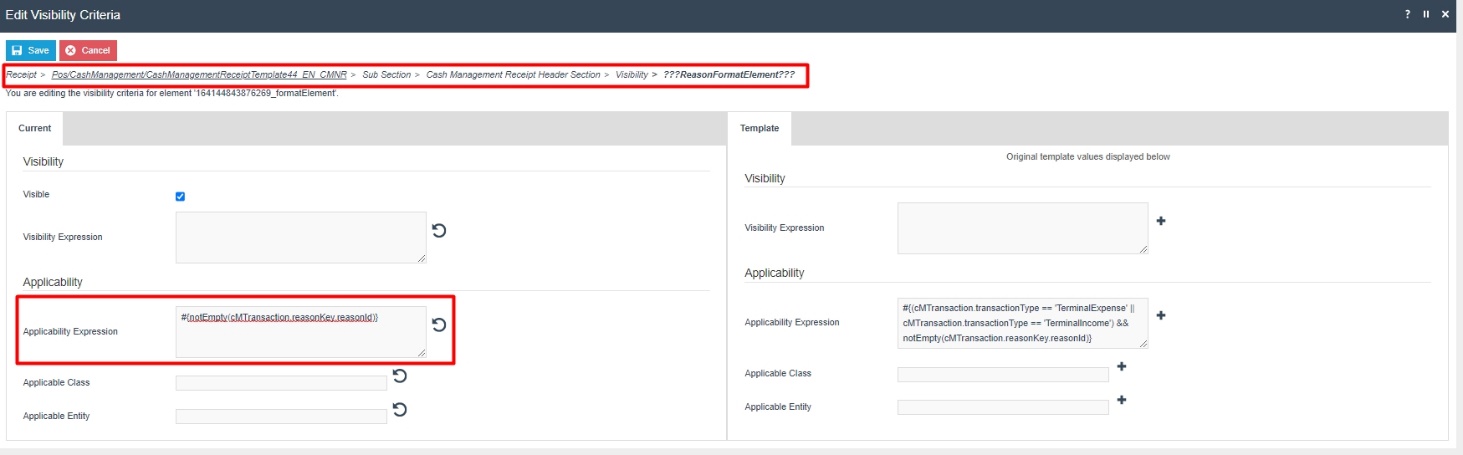 Edit Visibility Criteria
?
Save Cancel
Receipt > Pos/CashManagement/CashManagementReceiptTemplate44_EN_CMNR > Sub Section > Cash Management Receipt Header Section > Visibility > ???ReasonFormatElement???
You are editing the visibility criteria for element '164144843876269_formatElement'.
Current
Visibility
Visible
Visibility Expression
Applicability
Applicability Expression
#{notEmpty(cMTransaction.reasonKey.reasonId)}
Applicable Class
Applicable Entity
Template
Original template values displayed below
Visibility
Visibility Expression
Applicability
Applicability Expression
#{(cMTransaction.transactionType == 'TerminalExpense' ||
cMTransaction.transactionType == 'TerminalIncome') &&
notEmpty(cMTransaction.reasonKey.reasonId)}
Applicable Class
Applicable Entity